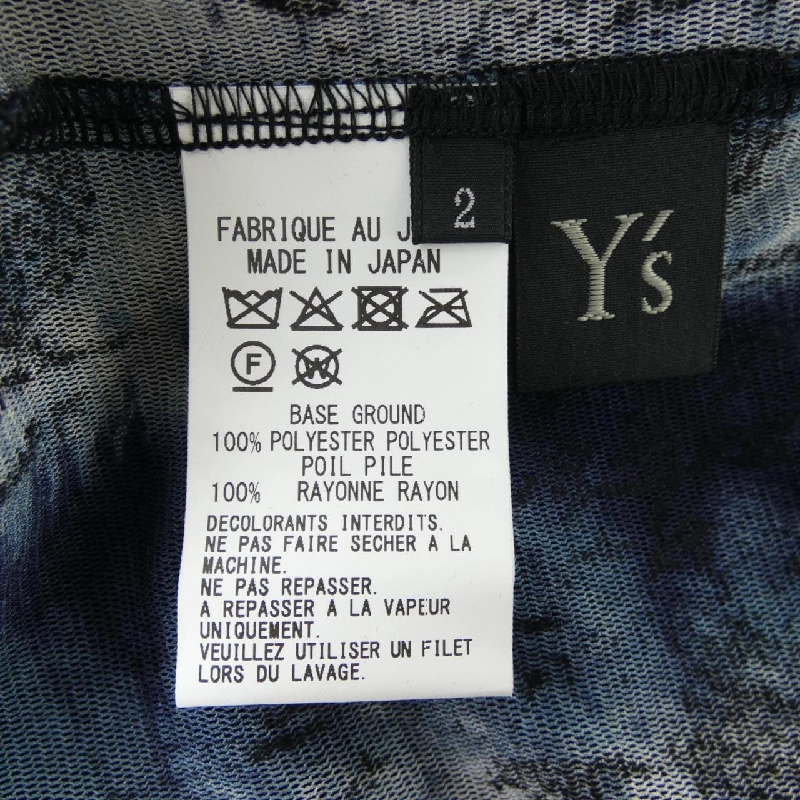 2
Y's
FABRIQUE AU J
MADE IN JAPAN
F
W
BASE GROUND
100% POLYESTER POLYESTER
POIL PILE
100% RAYONNE RAYON
DECOLORANTS INTERDITS.
NE PAS FAIRE SECHER A LA
MACHINE.
NE PAS REPASSER.
A REPASSER A LA VAPEUR
UNIQUEMENT.
VEUILLEZ UTILISER UN FILET
LORS DU LAVAGE.